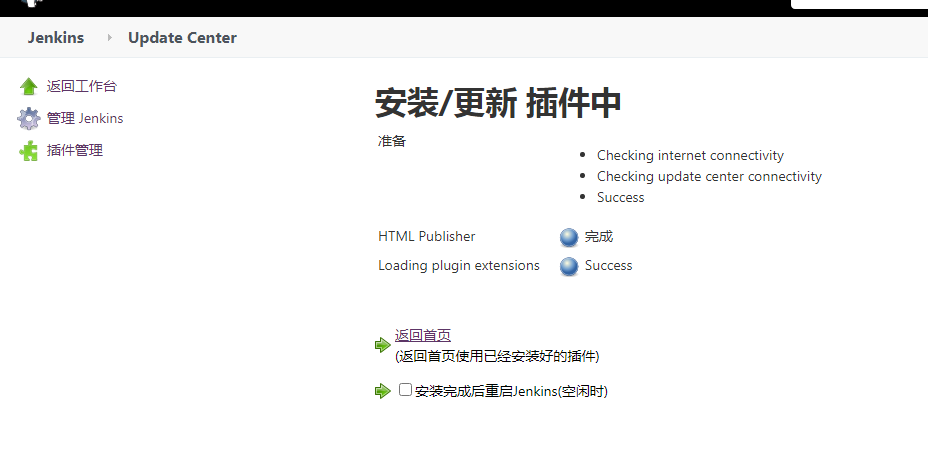 Jenkins
Update Center
返回工作台
管理 Jenkins
插件管理
安装/更新 插件中
准备
Checking internet connectivity
Checking update center connectivity
Success
HTML Publisher 完成
Loading plugin extensions Success
返回首页
(返回首页使用已经安装好的插件)
安装完成后重启Jenkins(空闲时)